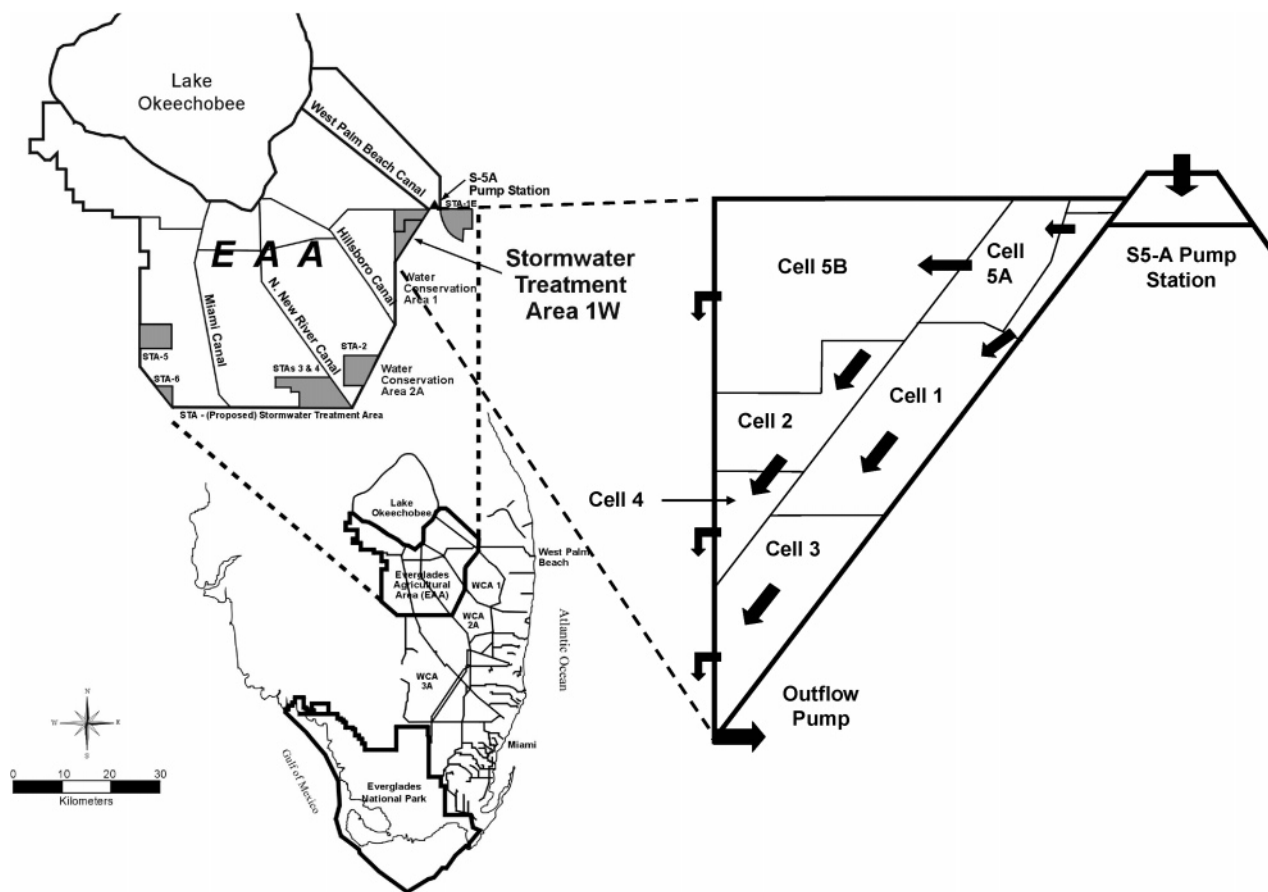 Lake
Okeechobee
West Palm Beach Canal
S-5A
Pump Station
STA-1E
E A A
Hillsboro Canal
Stormwater
Treatment
Area 1W
Water
Conservation
Area 1
Miami Canal
N. New River Canal
STA-5
STA-6
STAs 3 & 4
STA-2
Water
Conservation
Area 2A
STA - (Proposed) Stormwater Treatment Area
Cell 5B
Cell
5A
S5-A Pump
Station
Cell 1
Cell 2
Cell 4
Cell 3
Outflow
Pump
Lake
Okeechobee
West Palm
Beach
Everglades
Agricultural
Area (EAA)
WCA 1
WCA
2A
WCA
3A
Atlantic Ocean
Miami
Gulf of Mexico
Everglades
National Park
N
W
E
S
0 10 20 30
Kilometers